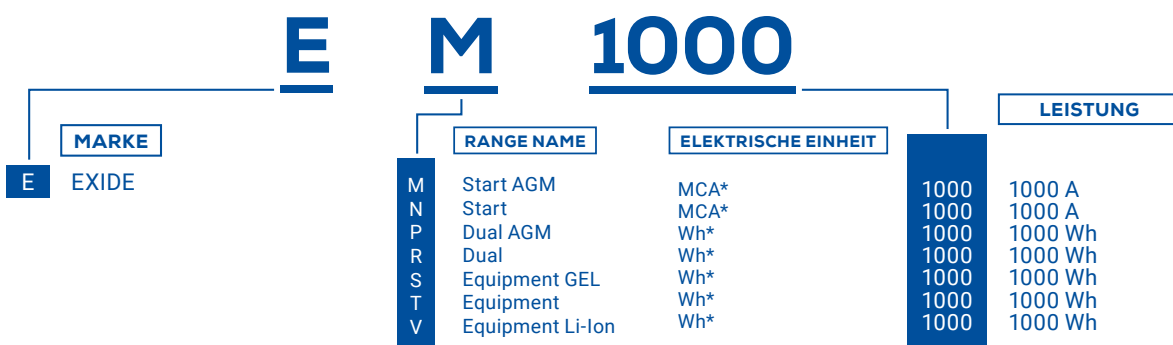 E M 1000
MARKE RANGE NAME ELEKTRISCHE EINHEIT LEISTUNG
E EXIDE
M Start AGM MCA* 1000 1000 A
N Start MCA* 1000 1000 A
P Dual AGM Wh* 1000 1000 Wh
R Dual Wh* 1000 1000 Wh
S Equipment GEL Wh* 1000 1000 Wh
T Equipment Wh* 1000 1000 Wh
V Equipment Li-Ion Wh* 1000 1000 Wh